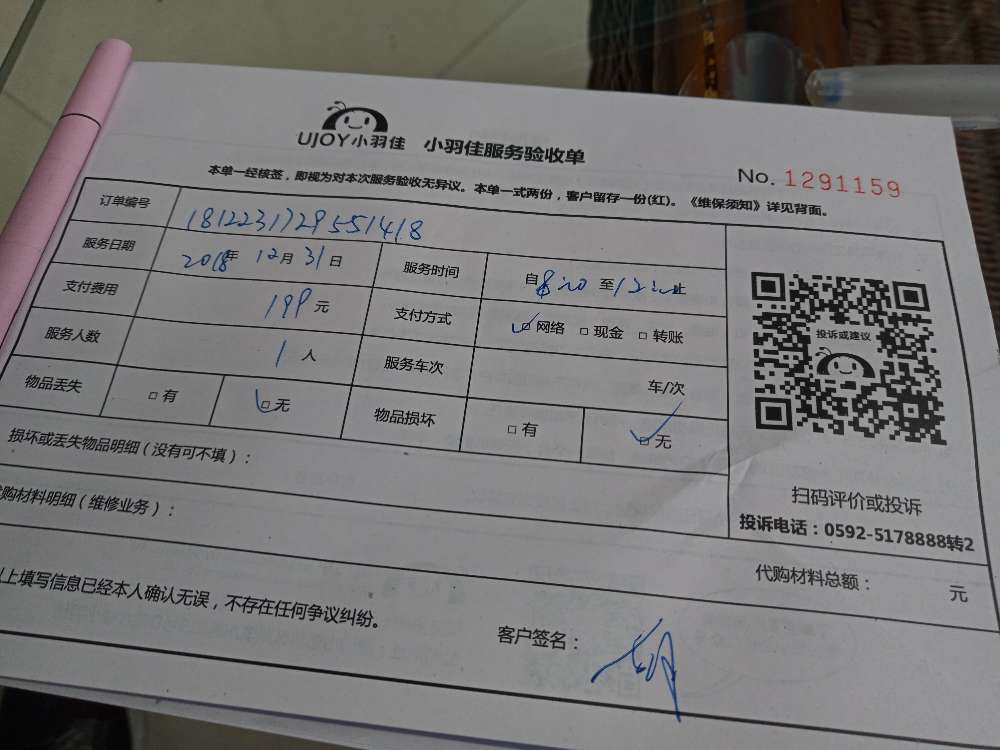 UJOY小羽佳 小羽佳服务验收单
No. 1291159
本单一经核签，即视为对本次服务验收无异议。本单一式两份，客户留存一份(红)。《维保须知》详见背面。
订单编号 1812231729551418
服务日期 2018年 12月 31日 服务时间 自8:00 至12:00止
支付费用 199元 支付方式 □网络 □现金 □转账
服务人数 1人 服务车次 车/次
物品丢失 □有 □无 物品损坏 □有 □无
损坏或丢失物品明细（没有可不填）：
购材料明细（维修业务）：
投诉或建议
扫码评价或投诉
投诉电话：0592-5178888转2
代购材料总额： 元
上填写信息已经本人确认无误，不存在任何争议纠纷。
客户签名：